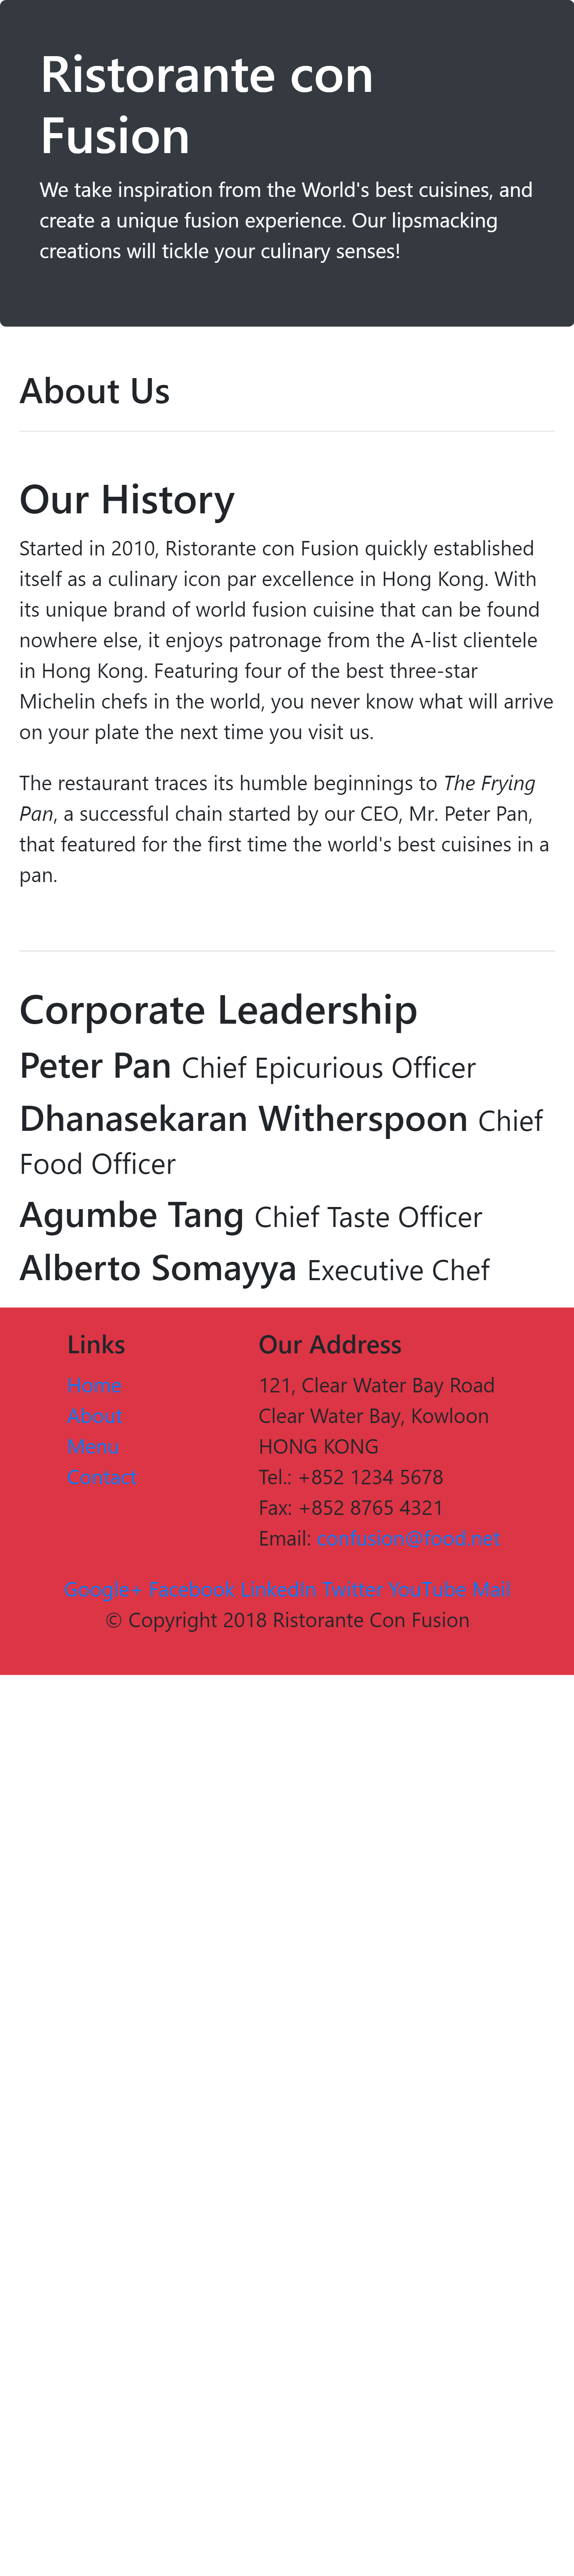 Ristorante con
Fusion
We take inspiration from the World's best cuisines, and
create a unique fusion experience. Our lipsmacking
creations will tickle your culinary senses!
About Us
Our History
Started in 2010, Ristorante con Fusion quickly established
itself as a culinary icon par excellence in Hong Kong. With
its unique brand of world fusion cuisine that can be found
nowhere else, it enjoys patronage from the A-list clientele
in Hong Kong. Featuring four of the best three-star
Michelin chefs in the world, you never know what will arrive
on your plate the next time you visit us.
The restaurant traces its humble beginnings to The Frying
Pan, a successful chain started by our CEO, Mr. Peter Pan,
that featured for the first time the world's best cuisines in a
pan.
Corporate Leadership
Peter Pan Chief Epicurious Officer
Dhanasekaran Witherspoon Chief
Food Officer
Agumbe Tang Chief Taste Officer
Alberto Somayya Executive Chef
Links
Home
About
Menu
Contact
Our Address
121, Clear Water Bay Road
Clear Water Bay, Kowloon
HONG KONG
Tel.: +852 1234 5678
Fax: +852 8765 4321
Email: confusion@food.net
Google+ Facebook LinkedIn Twitter YouTube Mail
© Copyright 2018 Ristorante Con Fusion